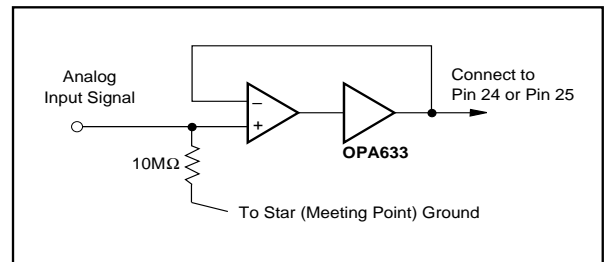 Analog
Input Signal
Connect to
Pin 24 or Pin 25
–
+
OPA633
10MΩ
To Star (Meeting Point) Ground